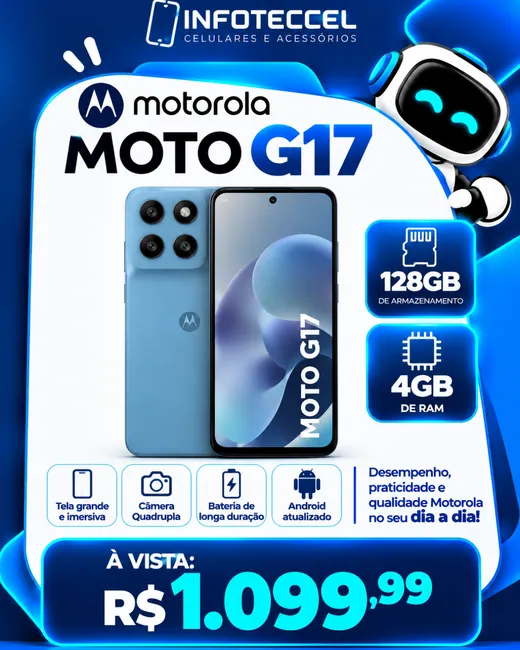 INFOTECCEL
CELULARES E ACESSÓRIOS
motorola
MOTO G17
MOTO G17
128GB
DE ARMAZENAMENTO
4GB
DE RAM
Tela grande
e imersiva
Câmera
Quadrupla
Bateria de
longa duração
Android
atualizado
Desempenho,
praticidade e
qualidade Motorola
no seu dia a dia!
À VISTA:
R$1.099,99